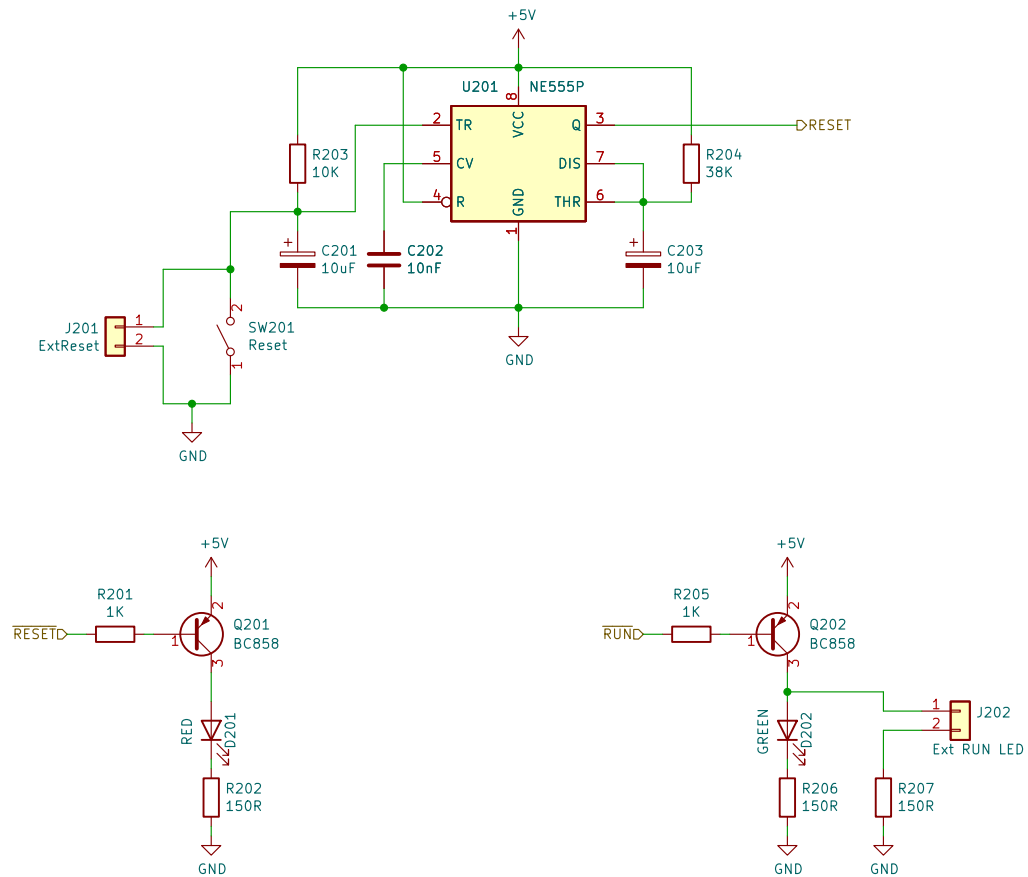 +5V
U201 NE555P
8
2 TR VCC Q 3 RESET
R203
10K
5 CV DIS 7
R204
38K
4 R GND THR 6
1
+ C201
10uF
C202
10nF
+ C203
10uF
2
J201
ExtReset
1
2
SW201
Reset
1
GND
GND
+5V
R201
1K
RESET
2
1
Q201
BC858
3
RED
D201
R202
150R
GND
+5V
R205
1K
RUN
2
1
Q202
BC858
3
1
2
J202
Ext RUN LED
GREEN
D202
R206
150R
R207
150R
GND
GND